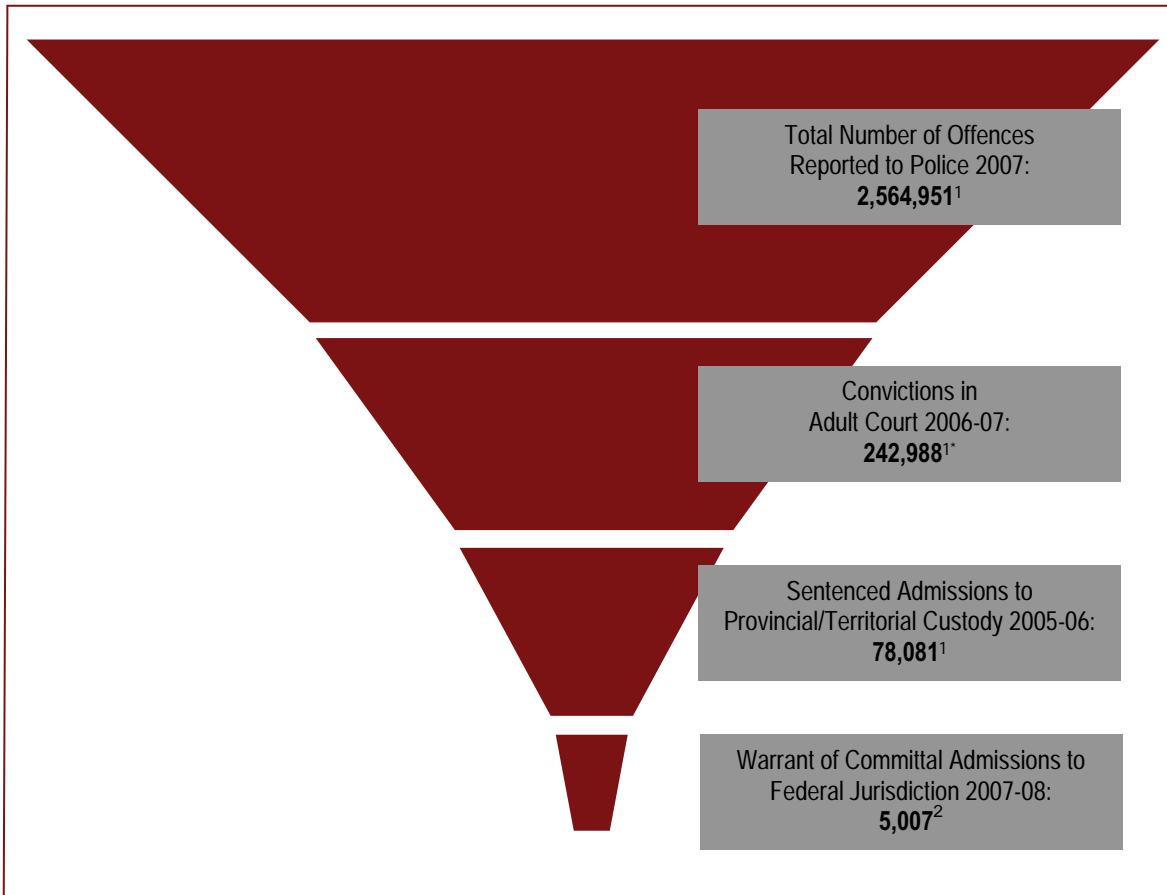 Total Number of Offences
Reported to Police 2007:
2,564,951¹
Convictions in
Adult Court 2006-07:
242,988¹*
Sentenced Admissions to
Provincial/Territorial Custody 2005-06:
78,081¹
Warrant of Committal Admissions to
Federal Jurisdiction 2007-08:
5,007²